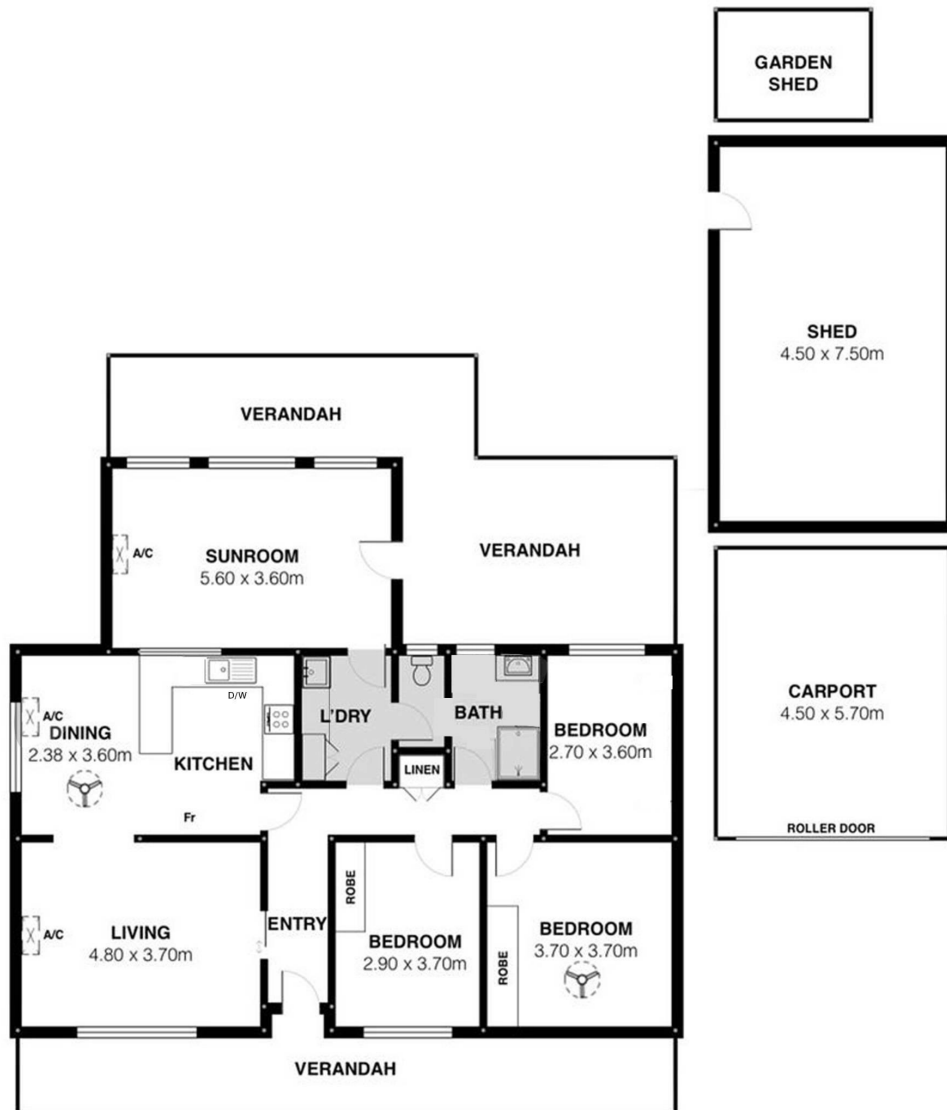 GARDEN
SHED
SHED
4.50 x 7.50m
VERANDAH
VERANDAH
SUNROOM
5.60 x 3.60m
A/C
D/W
A/C
DINING
2.38 x 3.60m
KITCHEN
Fr
L'DRY
BATH
LINEN
BEDROOM
2.70 x 3.60m
CARPORT
4.50 x 5.70m
ROLLER DOOR
A/C
LIVING
4.80 x 3.70m
ENTRY
ROBE
BEDROOM
2.90 x 3.70m
ROBE
BEDROOM
3.70 x 3.70m
VERANDAH